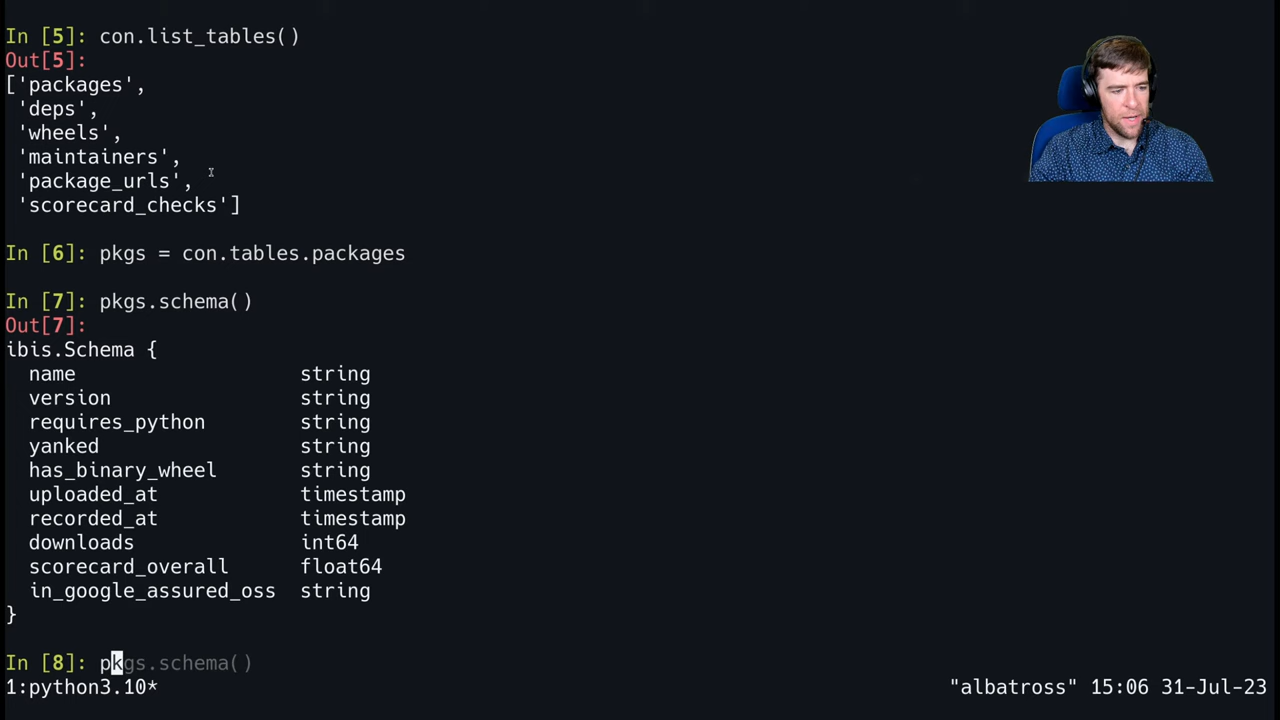 In [5]: con.list_tables()
Out[5]:
['packages',
 'deps',
 'wheels',
 'maintainers',
 'package_urls',
 'scorecard_checks']
In [6]: pkgs = con.tables.packages
In [7]: pkgs.schema()
Out[7]:
ibis.Schema {
  name                string
  version             string
  requires_python     string
  yanked              string
  has_binary_wheel    string
  uploaded_at         timestamp
  recorded_at         timestamp
  downloads           int64
  scorecard_overall   float64
  in_google_assured_oss  string
}
In [8]: pkgs.schema()
1:python3.10* "albatross" 15:06 31-Jul-23